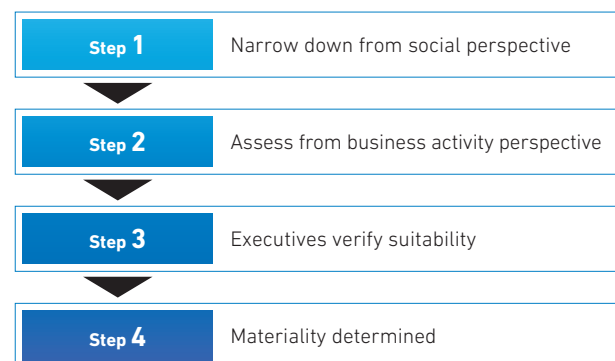 Step 1 Narrow down from social perspective
Step 2 Assess from business activity perspective
Step 3 Executives verify suitability
Step 4 Materiality determined